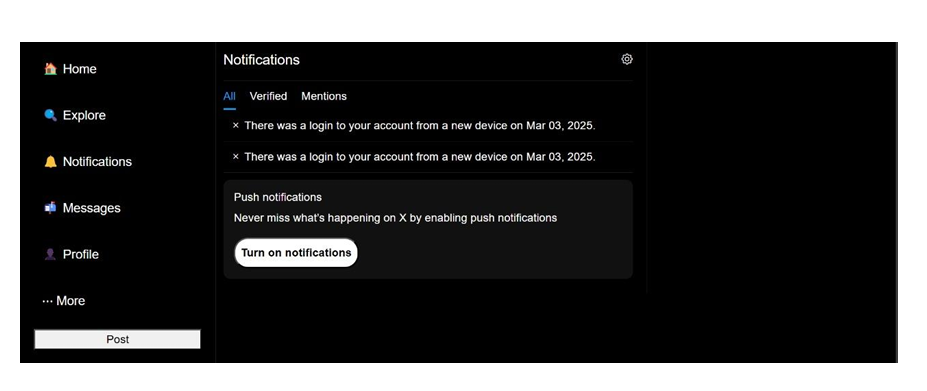 Home
Explore
Notifications
Messages
Profile
··· More
Post
Notifications
All Verified Mentions
× There was a login to your account from a new device on Mar 03, 2025.
× There was a login to your account from a new device on Mar 03, 2025.
Push notifications
Never miss what's happening on X by enabling push notifications
Turn on notifications